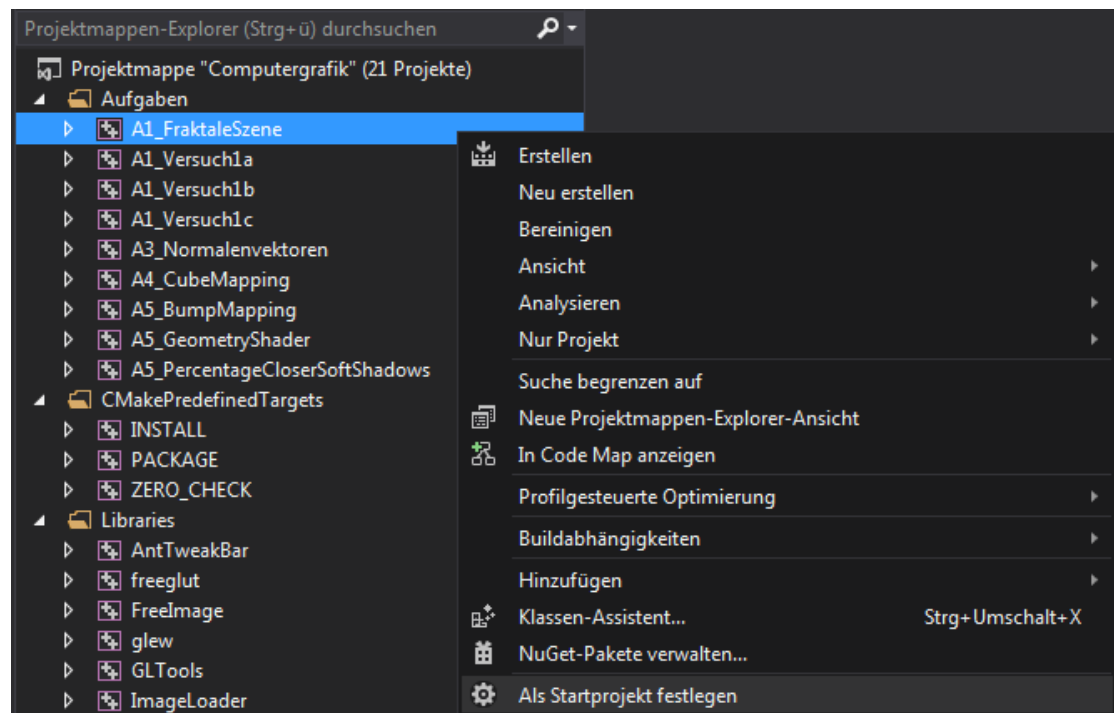 Projektmappen-Explorer (Strg+ü) durchsuchen
Projektmappe "Computergrafik" (21 Projekte)
Aufgaben
A1_FraktaleSzene
A1_Versuch1a
A1_Versuch1b
A1_Versuch1c
A3_Normalenvektoren
A4_CubeMapping
A5_BumpMapping
A5_GeometryShader
A5_PercentageCloserSoftShadows
CMakePredefinedTargets
INSTALL
PACKAGE
ZERO_CHECK
Libraries
AntTweakBar
freeglut
FreeImage
glew
GLTools
ImageLoader
Erstellen
Neu erstellen
Bereinigen
Ansicht
Analysieren
Nur Projekt
Suche begrenzen auf
Neue Projektmappen-Explorer-Ansicht
In Code Map anzeigen
Profilgesteuerte Optimierung
Buildabhängigkeiten
Hinzufügen
Klassen-Assistent... Strg+Umschalt+X
NuGet-Pakete verwalten...
Als Startprojekt festlegen